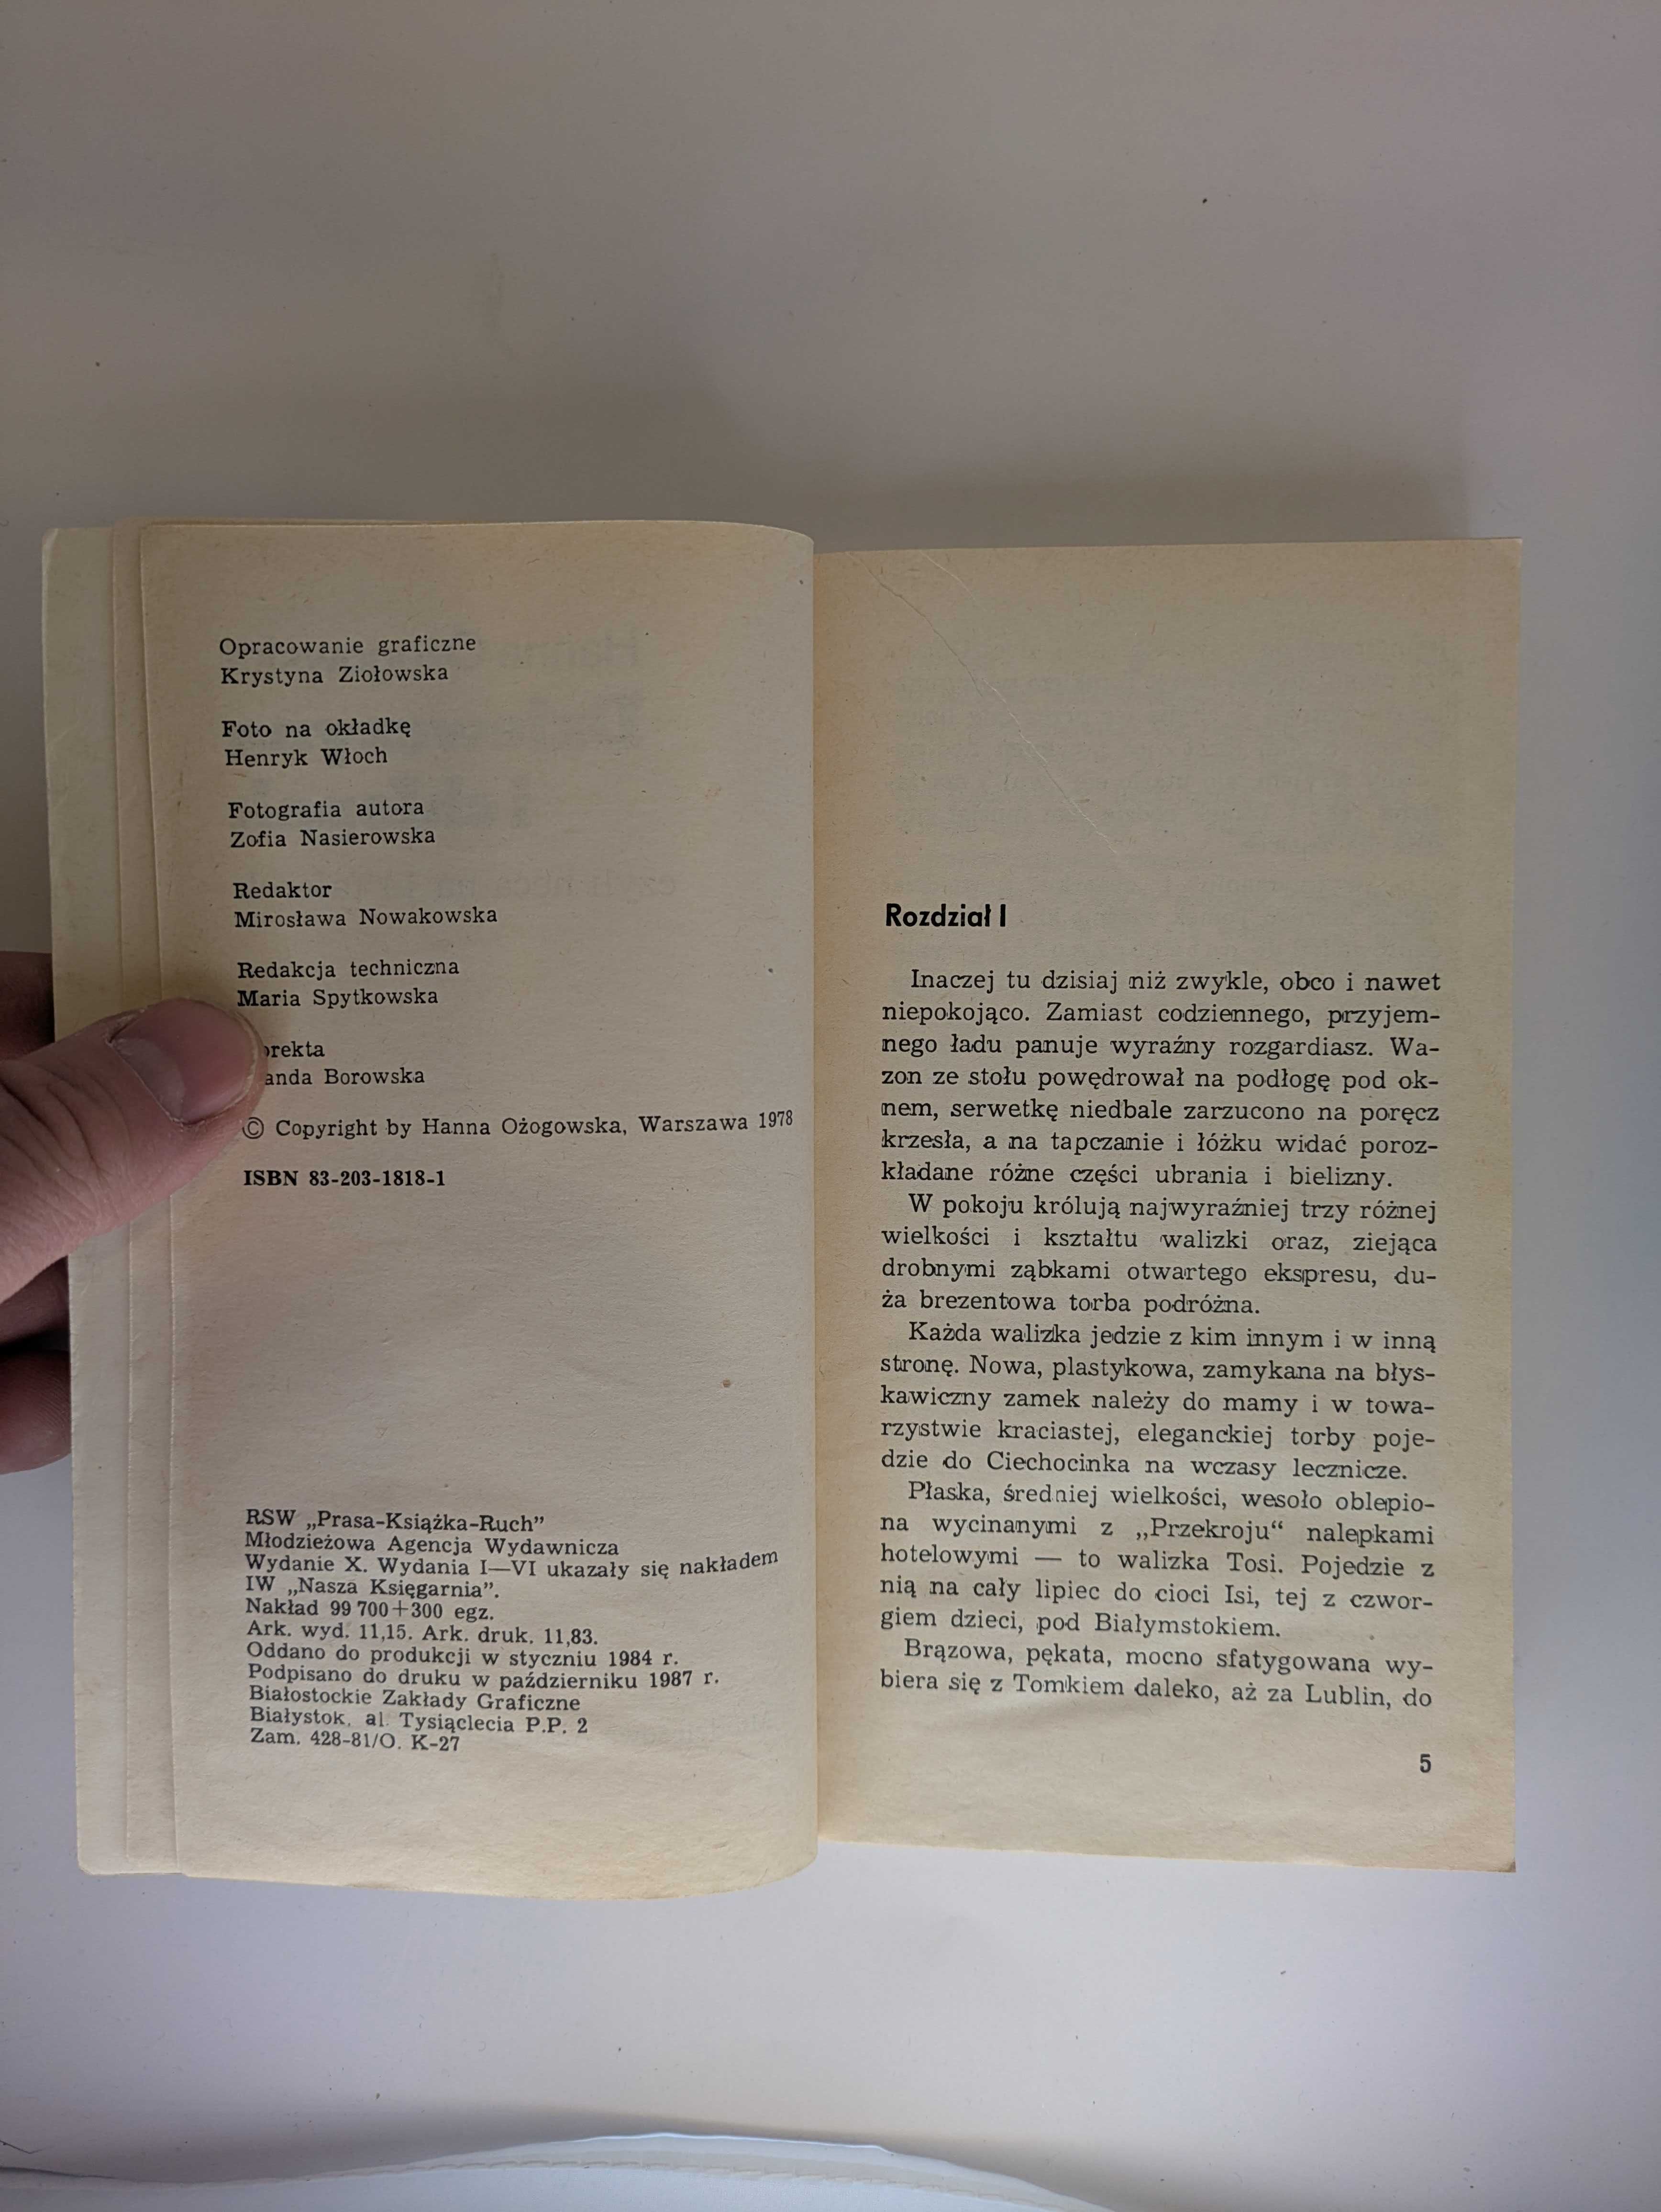 Opracowanie graficzne
Krystyna Ziołowska
Foto na okładkę
Henryk Włoch
Fotografia autora
Zofia Nasierowska
Redaktor
Mirosława Nowakowska
Redakcja techniczna
Maria Spytkowska
orekta
anda Borowska
© Copyright by Hanna Ożogowska, Warszawa 1978
ISBN 83-203-1818-1
RSW „Prasa-Książka-Ruch”
Młodzieżowa Agencja Wydawnicza
Wydanie X. Wydania I—VI ukazały się nakładem
IW „Nasza Księgarnia”.
Nakład 99 700+300 egz.
Ark. wyd. 11,15. Ark. druk. 11,83.
Oddano do produkcji w styczniu 1984 r.
Podpisano do druku w październiku 1987 r.
Białostockie Zakłady Graficzne
Białystok, al. Tysiąclecia P.P. 2
Zam. 428-81/O. K-27
Rozdział I
Inaczej tu dzisiaj niż zwykle, obco i nawet
niepokojąco. Zamiast codziennego, przyjem-
nego ładu panuje wyraźny rozgardiasz. Wa-
zon ze stołu powędrował na podłogę pod ok-
nem, serwetkę niedbale zarzucono na poręcz
krzesła, a na tapczanie i łóżku widać poroz-
kładane różne części ubrania i bielizny.
W pokoju królują najwyraźniej trzy różnej
wielkości i kształtu walizki oraz, ziejąca
drobnymi ząbkami otwartego ekspresu, du-
ża brezentowa torba podróżna.
Każda walizka jedzie z kim innym i w inną
stronę. Nowa, plastykowa, zamykana na błys-
kawiczny zamek należy do mamy i w towa-
rzystwie kraciastej, eleganckiej torby poje-
dzie do Ciechocinka na wczasy lecznicze.
Płaska, średniej wielkości, wesoło oblepio-
na wycinanymi z „Przekroju“ nalepkami
hotelowymi — to walizka Tosi. Pojedzie z
nią na cały lipiec do cioci Isi, tej z czwor-
giem dzieci, pod Białymstokiem.
Brązowa, pękata, mocno sfatygowana wy-
biera się z Tomkiem daleko, aż za Lublin, do
5